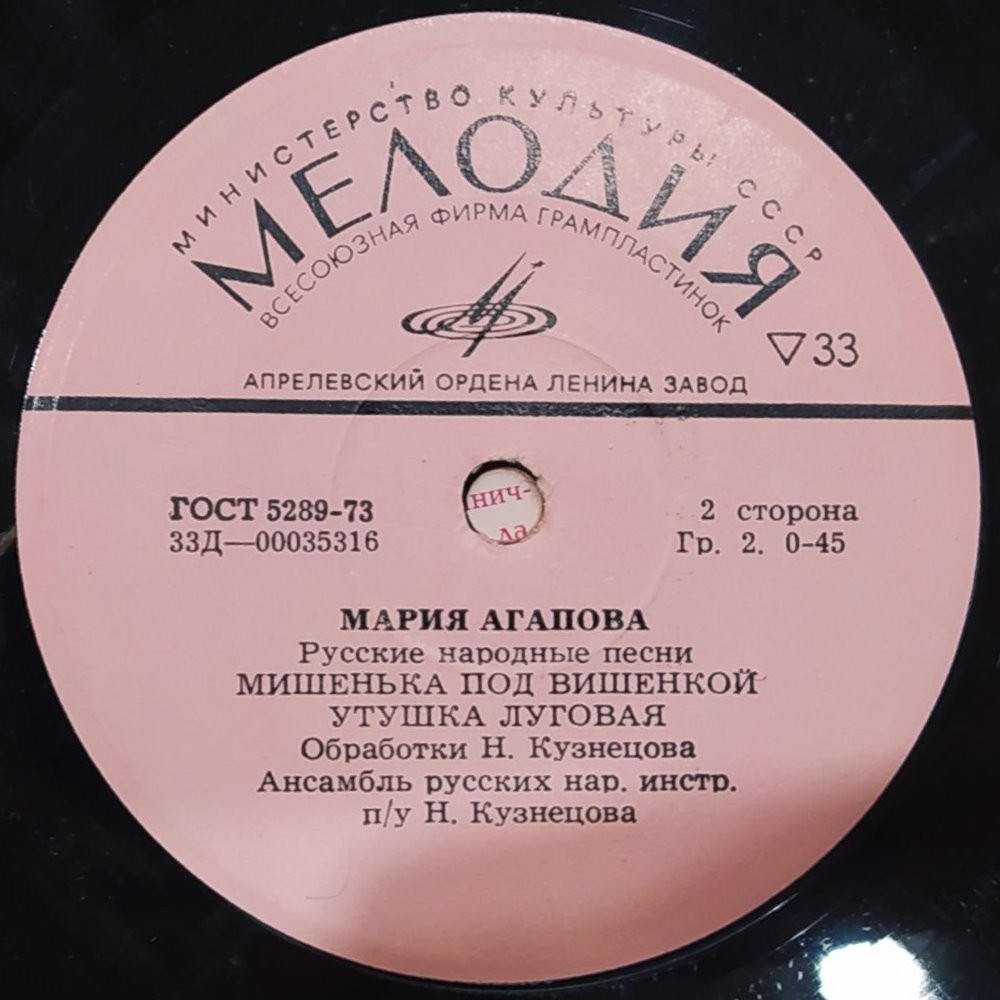 МИНИСТЕРСТВО КУЛЬТУРЫ СССР
МЕЛОДИЯ
ВСЕСОЮЗНАЯ ФИРМА ГРАМПЛАСТИНОК
▽33
АПРЕЛЕВСКИЙ ОРДЕНА ЛЕНИНА ЗАВОД
ГОСТ 5289-73
33Д—00035316
нич-
да
2 сторона
Гр. 2. 0-45
МАРИЯ АГАПОВА
Русские народные песни
МИШЕНЬКА ПОД ВИШЕНКОЙ
УТУШКА ЛУГОВАЯ
Обработки Н. Кузнецова
Ансамбль русских нар. инстр.
п/у Н. Кузнецова